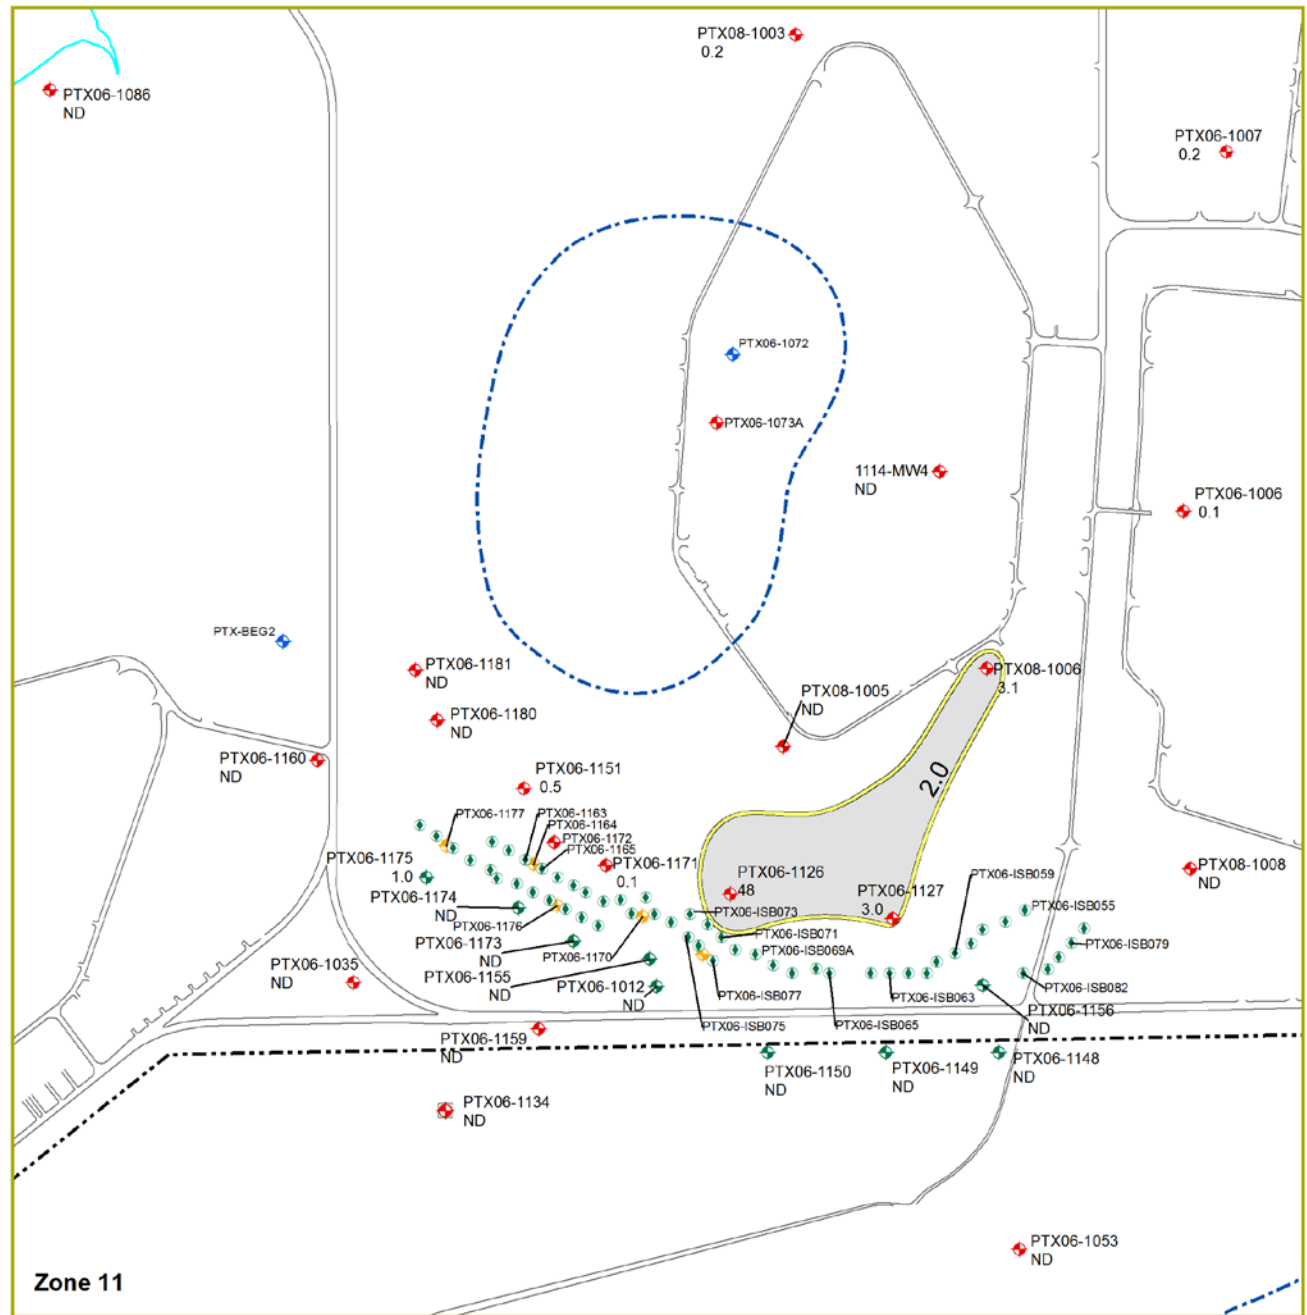 PTX08-1003
0.2
PTX06-1086
ND
PTX06-1007
0.2
PTX06-1072
PTX06-1073A
1114-MW4
ND
PTX06-1006
0.1
PTX-BEG2
PTX06-1181
ND
PTX08-1006
3.1
PTX08-1005
ND
PTX06-1180
ND
PTX06-1160
ND
PTX06-1151
0.5
2.0
PTX06-1177
PTX06-1163
PTX06-1164
PTX06-1172
PTX06-1165
PTX06-1175
1.0
PTX06-1171
0.1
PTX06-1126
48
PTX06-1127
3.0
PTX06-ISB059
PTX08-1008
ND
PTX06-1174
ND
PTX06-1176
PTX06-ISB073
PTX06-ISB055
PTX06-1173
ND
PTX06-1170
PTX06-ISB071
PTX06-ISB069A
PTX06-ISB079
PTX06-1155
ND
PTX06-1035
ND
PTX06-1012
ND
PTX06-ISB077
PTX06-ISB063
PTX06-ISB082
PTX06-1156
ND
PTX06-ISB075
PTX06-ISB065
PTX06-1159
ND
PTX06-1150
ND
PTX06-1149
ND
PTX06-1148
ND
PTX06-1134
ND
PTX06-1053
ND
Zone 11